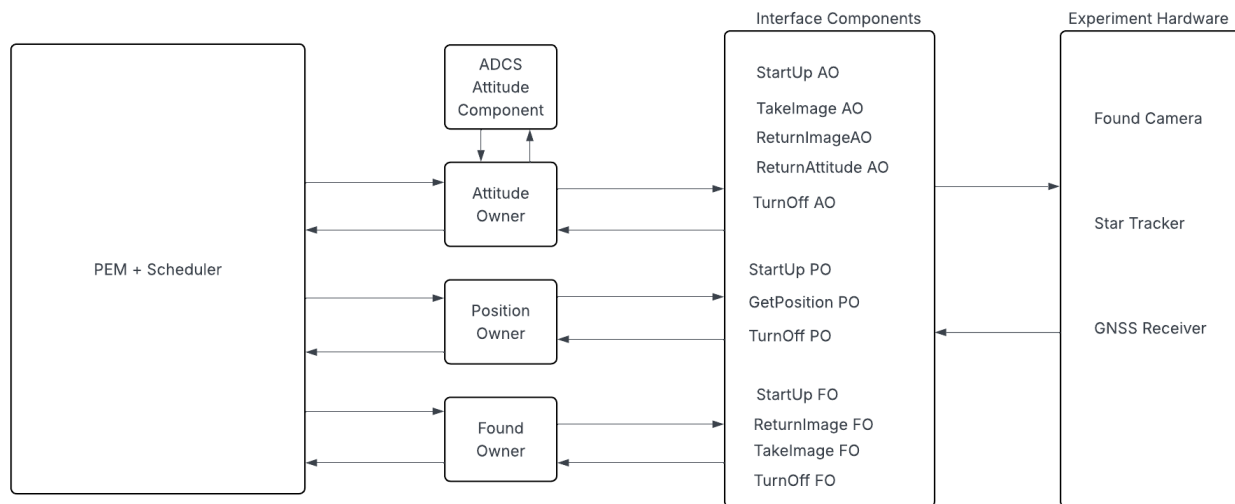 Interface Components
Experiment Hardware
PEM + Scheduler
ADCS
Attitude
Component
Attitude
Owner
Position
Owner
Found
Owner
StartUp AO
TakeImage AO
ReturnImageAO
ReturnAttitude AO
TurnOff AO
StartUp PO
GetPosition PO
TurnOff PO
StartUp FO
ReturnImage FO
TakeImage FO
TurnOff FO
Found Camera
Star Tracker
GNSS Receiver